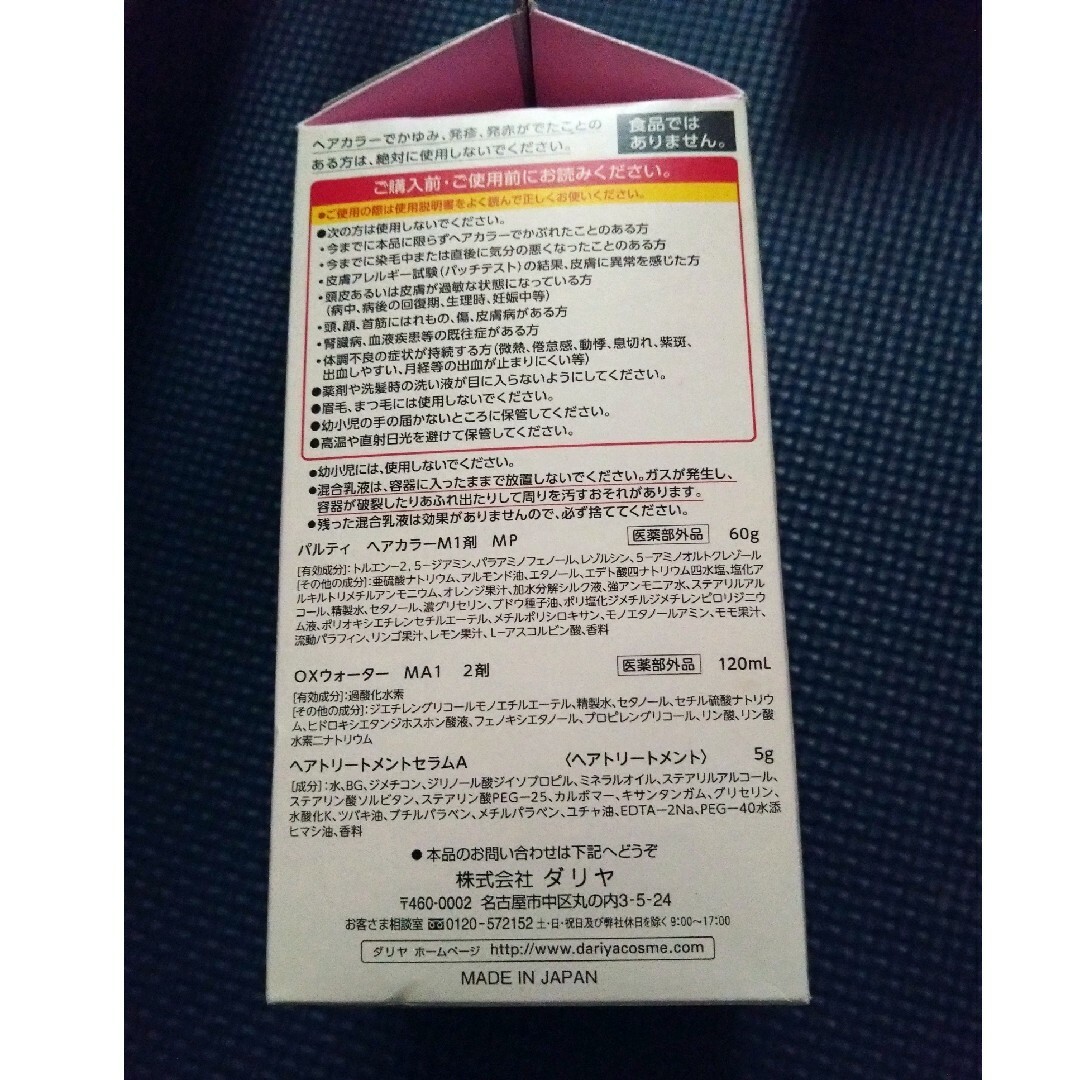 ヘアカラーでかゆみ、発疹、発赤がでたことの
ある方は、絶対に使用しないでください。
食品では
ありません。
ご購入前・ご使用前にお読みください。
●ご使用の際は使用説明書をよく読んで正しくお使いください。
●次の方は使用しないでください。
・今までに本品に限らずヘアカラーでかぶれたことのある方
・今までに染毛中または直後に気分の悪くなったことのある方
・皮膚アレルギー試験(パッチテスト)の結果、皮膚に異常を感じた方
・頭皮あるいは皮膚が過敏な状態になっている方
(病中、病後の回復期、生理時、妊娠中等)
・頭、顔、首筋にはれもの、傷、皮膚病がある方
・腎臓病、血液疾患等の既往症がある方
・体調不良の症状が持続する方(微熱、倦怠感、動悸、息切れ、紫斑、
出血しやすい、月経等の出血が止まりにくい等)
●薬剤や洗髪時の洗い液が目に入らないようにしてください。
●眉毛、まつ毛には使用しないでください。
●幼小児の手の届かないところに保管してください。
●高温や直射日光を避けて保管してください。
●幼小児には、使用しないでください。
●混合乳液は、容器に入ったままで放置しないでください。ガスが発生し、
容器が破裂したりあふれ出たりして周りを汚すおそれがあります。
●残った混合乳液は効果がありませんので、必ず捨ててください。
パルティ ヘアカラーM1剤 MP 医薬部外品 60g
[有効成分]:トルエン-2,5-ジアミン、パラアミノフェノール、レゾルシン、5-アミノオルトクレゾール
[その他の成分]:亜硫酸ナトリウム、アルモンド油、エタノール、エデト酸四ナトリウム四水塩、塩化ア
ルキルトリメチルアンモニウム、オレンジ果汁、加水分解シルク液、強アンモニア水、ステアリルアル
コール、精製水、セタノール、濃グリセリン、ブドウ種子油、ポリ塩化ジメチルジメチレンピロリジニウ
ム液、ポリオキシエチレンセチルエーテル、メチルポリシロキサン、モノエタノールアミン、モモ果汁、
流動パラフィン、リンゴ果汁、レモン果汁、L-アスコルビン酸、香料
OXウォーター MA1 2剤 医薬部外品 120mL
[有効成分]:過酸化水素
[その他の成分]:ジエチレングリコールモノエチルエーテル、精製水、セタノール、セチル硫酸ナトリウ
ム、ヒドロキシエタンジホスホン酸液、フェノキシエタノール、プロピレングリコール、リン酸、リン酸
水素二ナトリウム
ヘアトリートメントセラムA 〈ヘアトリートメント〉 5g
[成分]:水、BG、ジメチコン、ジリノール酸ジイソプロピル、ミネラルオイル、ステアリルアルコール、
ステアリン酸ソルビタン、ステアリン酸PEG-25、カルボマー、キサンタンガム、グリセリン、
水酸化K、ツバキ油、ブチルパラベン、メチルパラベン、ユチャ油、EDTA-2Na、PEG-40水添
ヒマシ油、香料
●本品のお問い合わせは下記へどうぞ
株式会社 ダリヤ
〒460-0002 名古屋市中区丸の内3-5-24
お客さま相談室 0120-572152 土・日・祝日及び弊社休日を除く 9:00〜17:00
ダリヤ ホームページ http://www.dariyacosme.com
MADE IN JAPAN